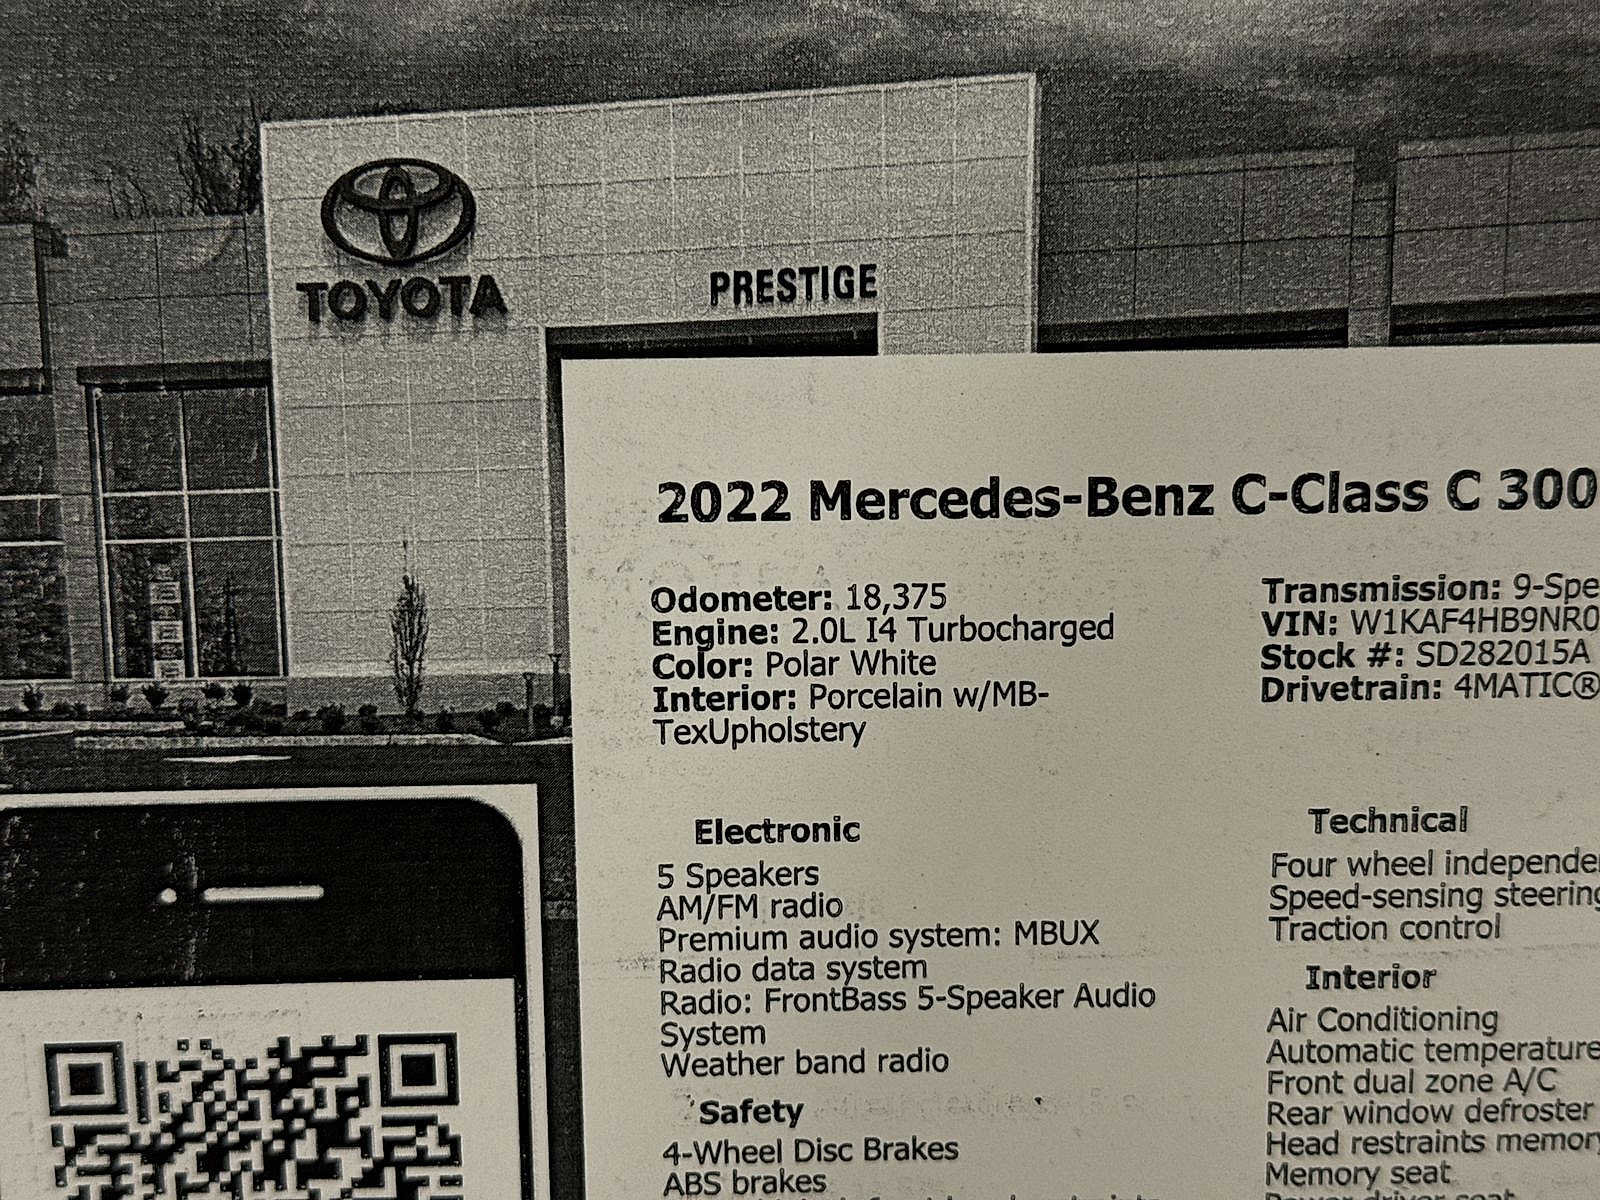 TOYOTA
PRESTIGE
2022 Mercedes-Benz C-Class C 300
Odometer: 18,375
Engine: 2.0L I4 Turbocharged
Color: Polar White
Interior: Porcelain w/MB-
TexUpholstery
Transmission: 9-Spe
VIN: W1KAF4HB9NR0
Stock #: SD282015A
Drivetrain: 4MATIC®
Electronic
5 Speakers
AM/FM radio
Premium audio system: MBUX
Radio data system
Radio: FrontBass 5-Speaker Audio
System
Weather band radio
Safety
4-Wheel Disc Brakes
ABS brakes
Technical
Four wheel independe
Speed-sensing steering
Traction control
Interior
Air Conditioning
Automatic temperature
Front dual zone A/C
Rear window defroster
Head restraints memory
Memory seat